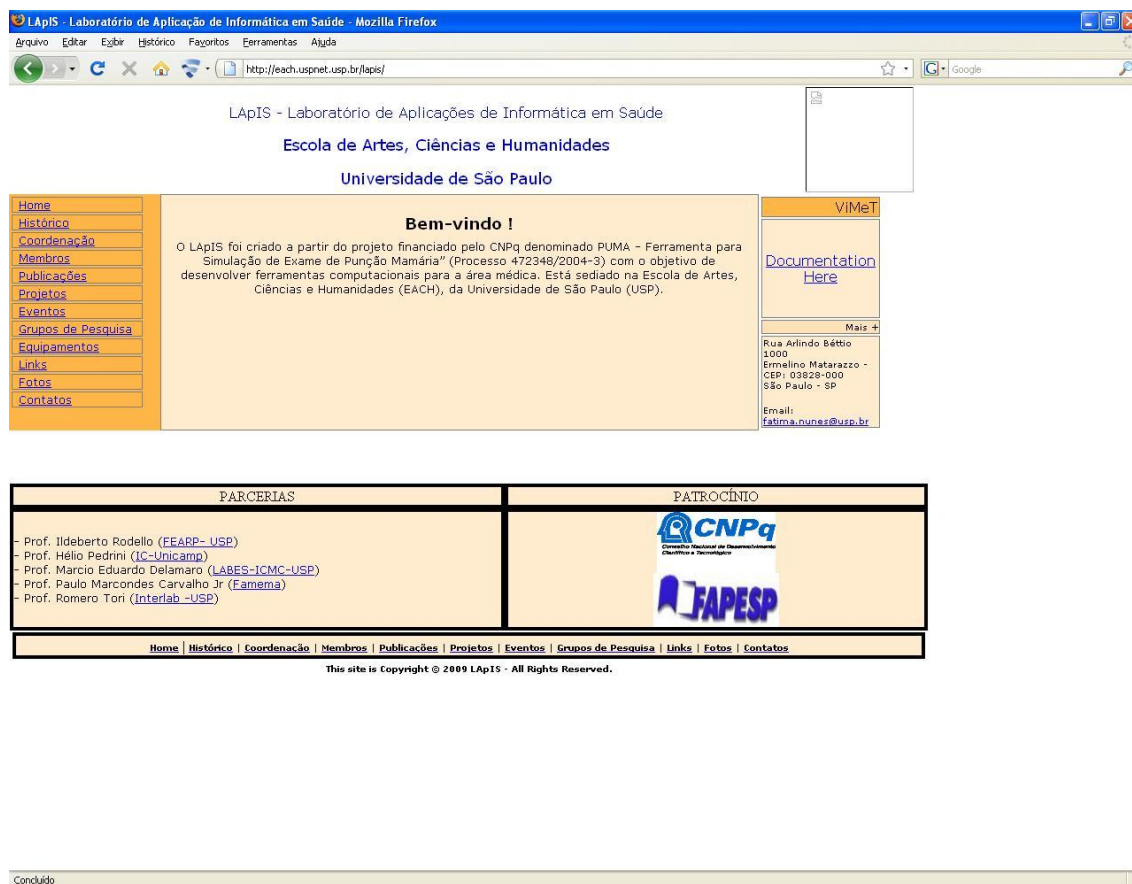 LApIS - Laboratório de Aplicação de Informática em Saúde - Mozilla Firefox
Arquivo Editar Exibir Histórico Favoritos Ferramentas Ajuda
http://each.uspnet.usp.br/lapis/
G Google
LApIS - Laboratório de Aplicações de Informática em Saúde
Escola de Artes, Ciências e Humanidades
Universidade de São Paulo
Home
Histórico
Coordenação
Membros
Publicações
Projetos
Eventos
Grupos de Pesquisa
Equipamentos
Links
Fotos
Contatos
Bem-vindo !
O LApIS foi criado a partir do projeto financiado pelo CNPq denominado PUMA – Ferramenta para
Simulação de Exame de Punção Mamária” (Processo 472348/2004-3) com o objetivo de
desenvolver ferramentas computacionais para a área médica. Está sediado na Escola de Artes,
Ciências e Humanidades (EACH), da Universidade de São Paulo (USP).
ViMeT
Documentation
Here
Mais +
Rua Arlindo Béttio
1000
Ermelino Matarazzo -
CEP: 03828-000
São Paulo - SP
Email:
fatima.nunes@usp.br
PARCERIAS
- Prof. Ildeberto Rodello (FEARP- USP)
- Prof. Hélio Pedrini (IC-Unicamp)
- Prof. Marcio Eduardo Delamaro (LABES-ICMC-USP)
- Prof. Paulo Marcondes Carvalho Jr (Famema)
- Prof. Romero Tori (Interlab -USP)
PATROCÍNIO
CNPq
Conselho Nacional de Desenvolvimento
Científico e Tecnológico
FAPESP
Home | Histórico | Coordenação | Membros | Publicações | Projetos | Eventos | Grupos de Pesquisa | Links | Fotos | Contatos
This site is Copyright © 2009 LApIS - All Rights Reserved.
Concluído